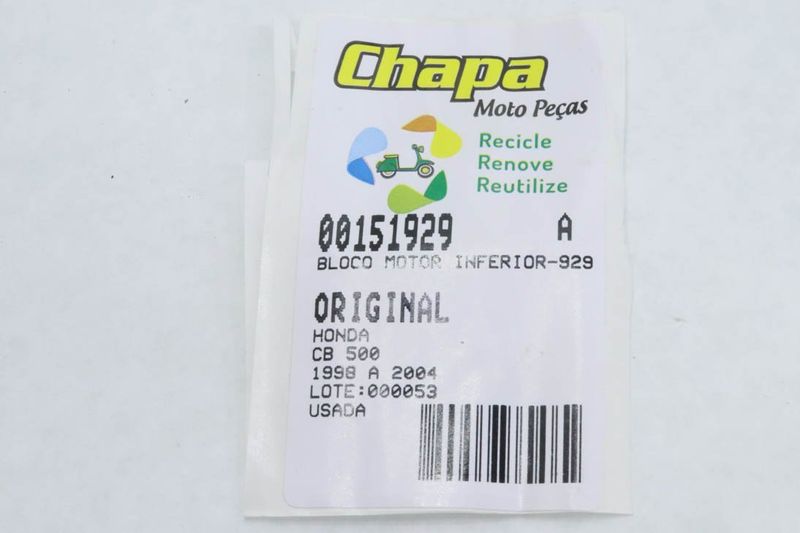 Chapa
Moto Peças
Recicle
Renove
Reutilize
00151929 A
BLOCO MOTOR INFERIOR-929
ORIGINAL
HONDA
CB 500
1998 A 2004
LOTE:000053
USADA